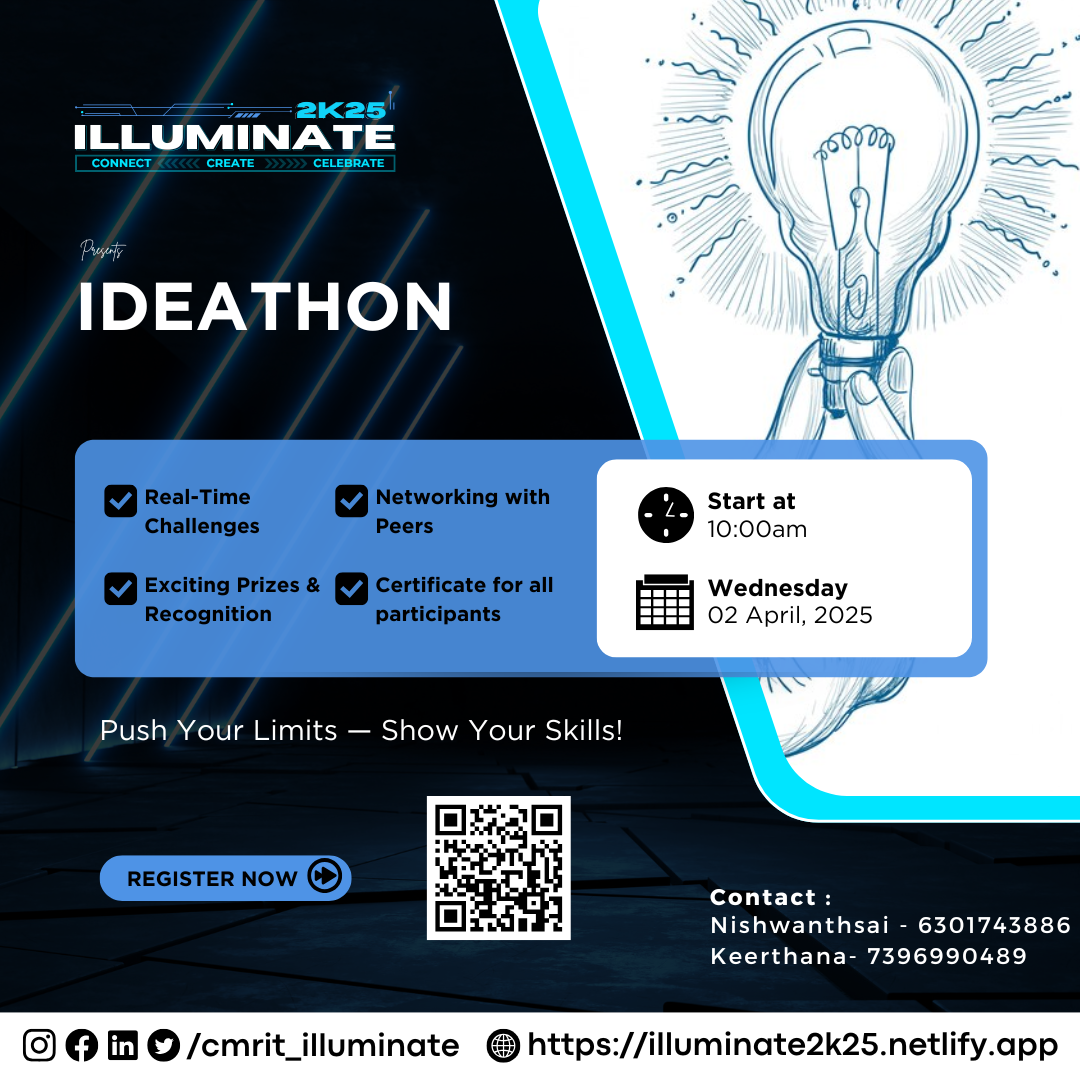 2K25
ILLUMINATE
CONNECT <<<<< CREATE >>>>> CELEBRATE
Presents
IDEATHON
Real-Time
Challenges
Networking with
Peers
Exciting Prizes &
Recognition
Certificate for all
participants
Start at
10:00am
Wednesday
02 April, 2025
Push Your Limits — Show Your Skills!
REGISTER NOW
Contact :
Nishwanthsai - 6301743886
Keerthana- 7396990489
/cmrit_illuminate
https://illuminate2k25.netlify.app